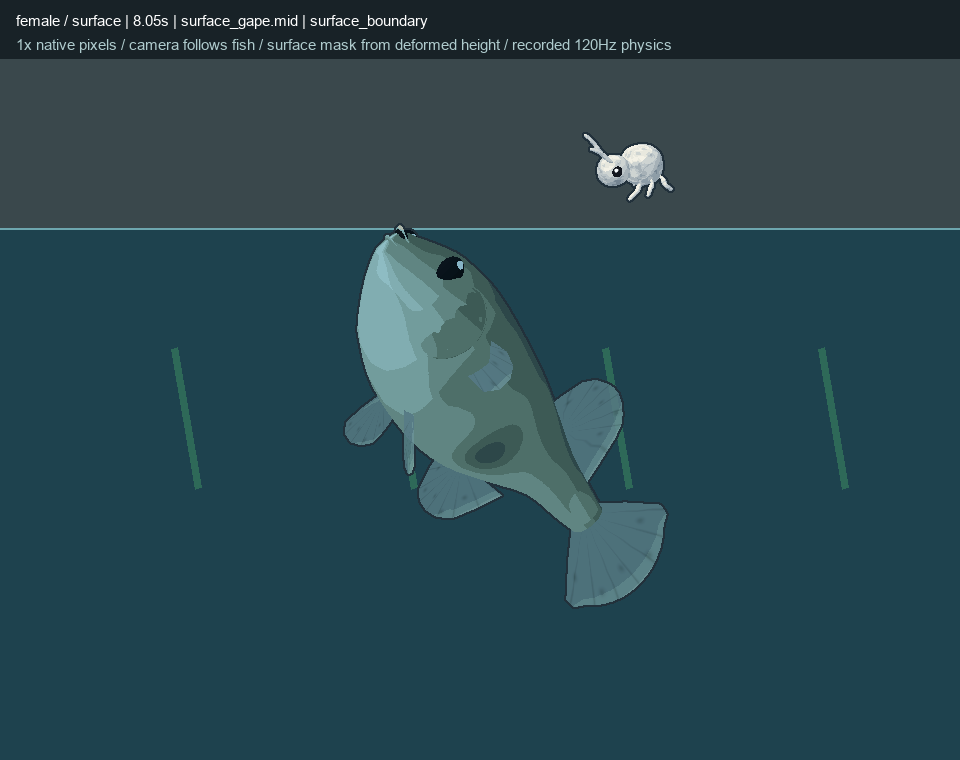 female / surface | 8.05s | surface_gape.mid | surface_boundary
1x native pixels / camera follows fish / surface mask from deformed height / recorded 120Hz physics